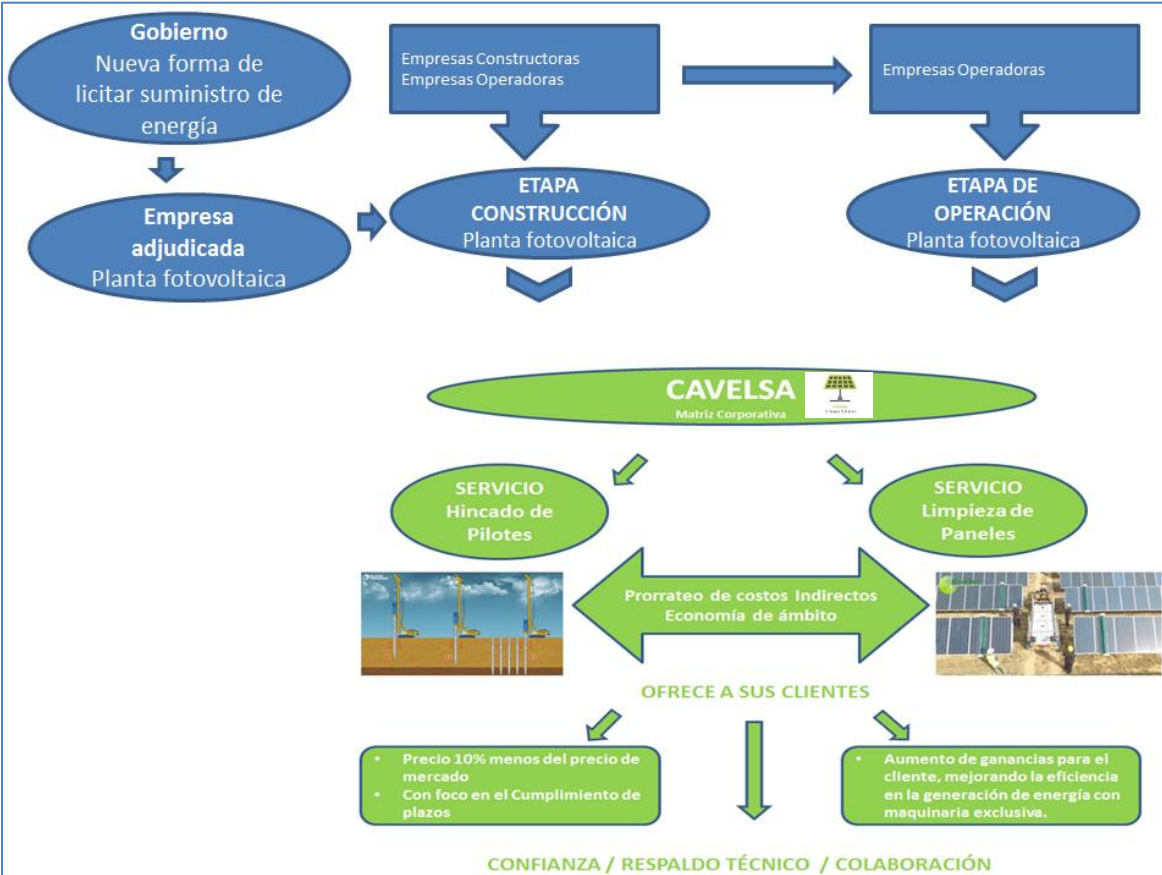 Gobierno
Nueva forma de
licitar suministro de
energía
Empresas Constructoras
Empresas Operadoras
Empresas Operadoras
Empresa
adjudicada
Planta fotovoltaica
ETAPA
CONSTRUCCIÓN
Planta fotovoltaica
ETAPA DE
OPERACIÓN
Planta fotovoltaica
CAVELSA
Matriz Corporativa
SERVICIO
Hincado de
Pilotes
SERVICIO
Limpieza de
Paneles
Prorrateo de costos Indirectos
Economía de ámbito
OFRECE A SUS CLIENTES
• Precio 10% menos del precio de
mercado
• Con foco en el Cumplimiento de
plazos
• Aumento de ganancias para el
cliente, mejorando la eficiencia
en la generación de energía con
maquinaria exclusiva.
CONFIANZA / RESPALDO TÉCNICO / COLABORACIÓN